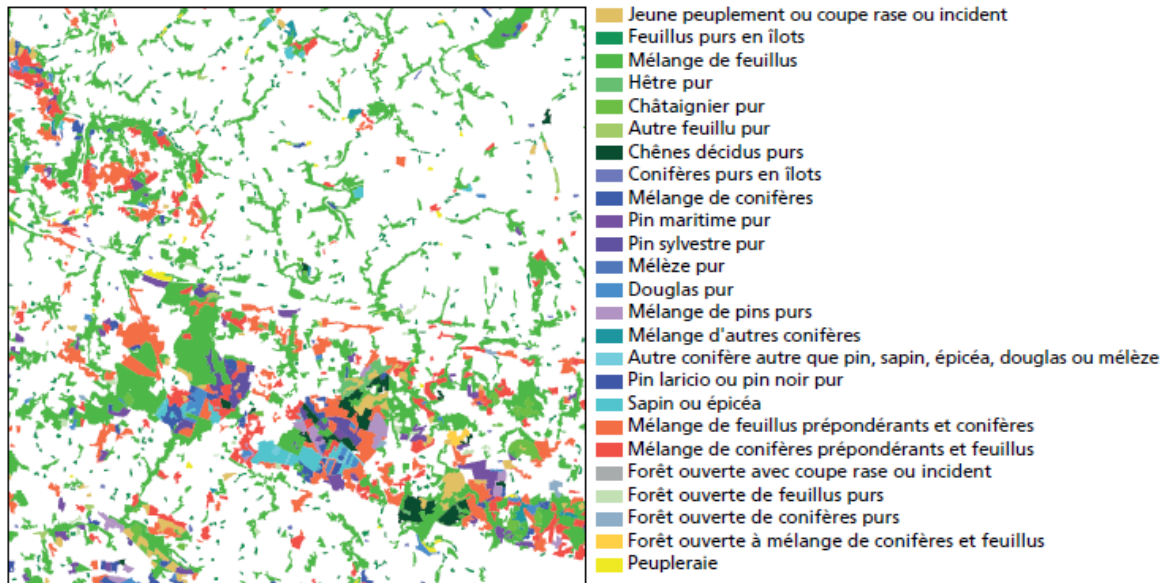 Jeune peuplement ou coupe rase ou incident
Feuillus purs en îlots
Mélange de feuillus
Hêtre pur
Châtaignier pur
Autre feuillu pur
Chênes décidus purs
Conifères purs en îlots
Mélange de conifères
Pin maritime pur
Pin sylvestre pur
Mélèze pur
Douglas pur
Mélange de pins purs
Mélange d'autres conifères
Autre conifère autre que pin, sapin, épicéa, douglas ou mélèze
Pin laricio ou pin noir pur
Sapin ou épicéa
Mélange de feuillus prépondérants et conifères
Mélange de conifères prépondérants et feuillus
Forêt ouverte avec coupe rase ou incident
Forêt ouverte de feuillus purs
Forêt ouverte de conifères purs
Forêt ouverte à mélange de conifères et feuillus
Peupleraie